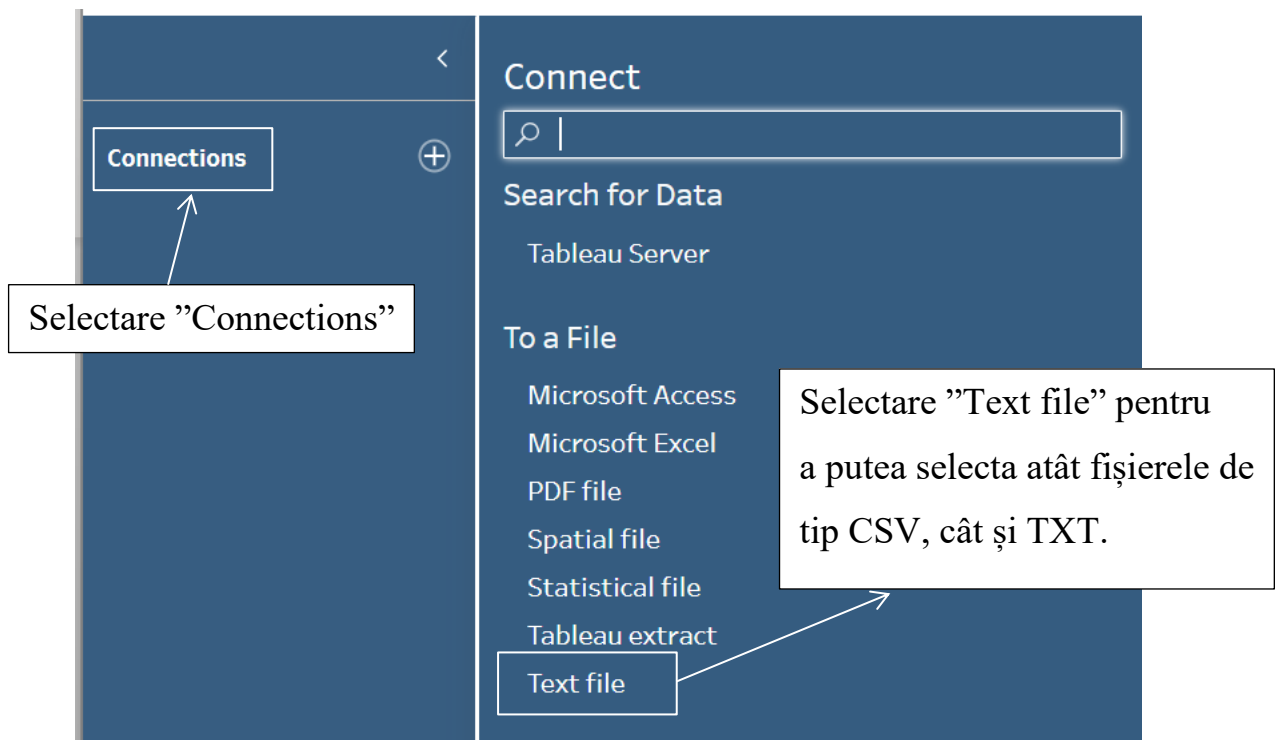 Connections
Selectare ”Connections”
Connect
Search for Data
Tableau Server
To a File
Microsoft Access
Microsoft Excel
PDF file
Spatial file
Statistical file
Tableau extract
Text file
Selectare ”Text file” pentru
a putea selecta atât fișierele de
tip CSV, cât și TXT.